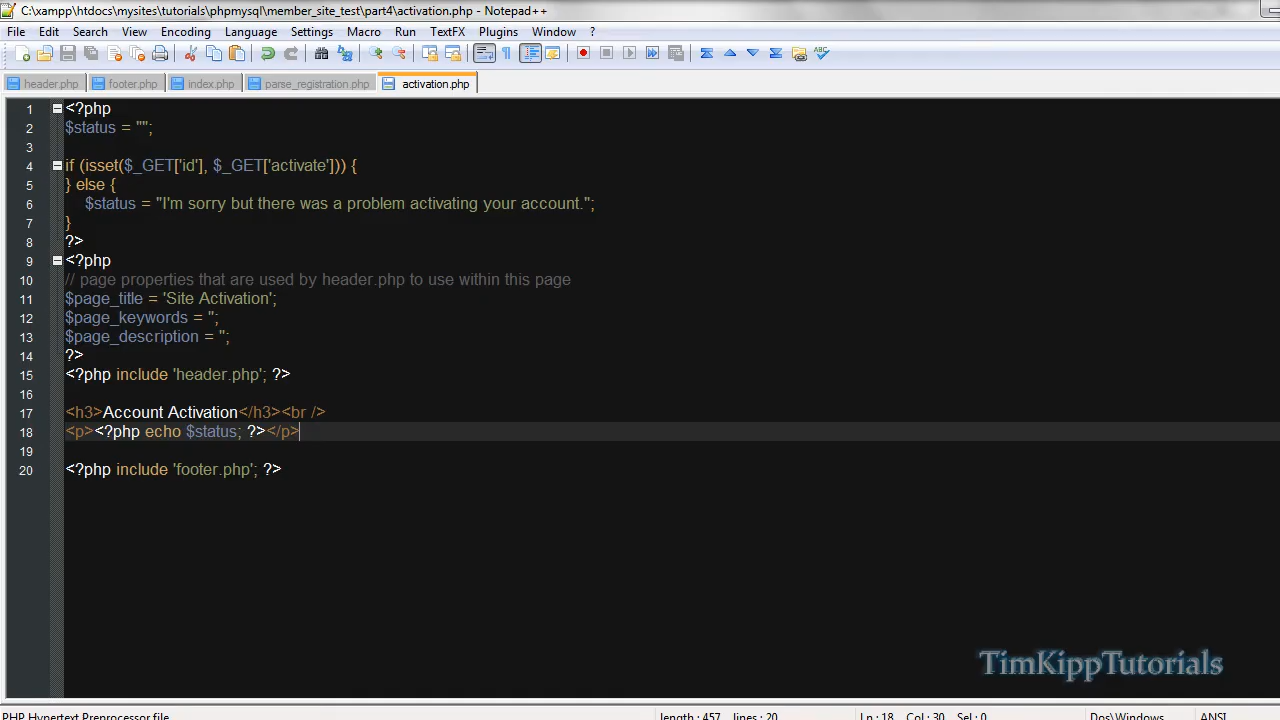 C:\xampp\htdocs\mysites\tutorials\phpmysql\member_site_test\part4\activation.php - Notepad++
File Edit Search View Encoding Language Settings Macro Run TextFX Plugins Window ?
header.php footer.php index.php parse_registration.php activation.php
1 <?php
2 $status = "";
3
4 if (isset($_GET['id'], $_GET['activate'])) {
5 } else {
6 $status = "I'm sorry but there was a problem activating your account.";
7 }
8 ?>
9 <?php
10 // page properties that are used by header.php to use within this page
11 $page_title = 'Site Activation';
12 $page_keywords = '';
13 $page_description = '';
14 ?>
15 <?php include 'header.php'; ?>
16
17 <h3>Account Activation</h3><br />
18 <p><?php echo $status; ?></p>
19
20 <?php include 'footer.php'; ?>
TimKippTutorials
PHP Hypertext Preprocessor file length : 457 lines : 20 Ln : 18 Col : 30 Sel : 0 Dos\Windows ANSI